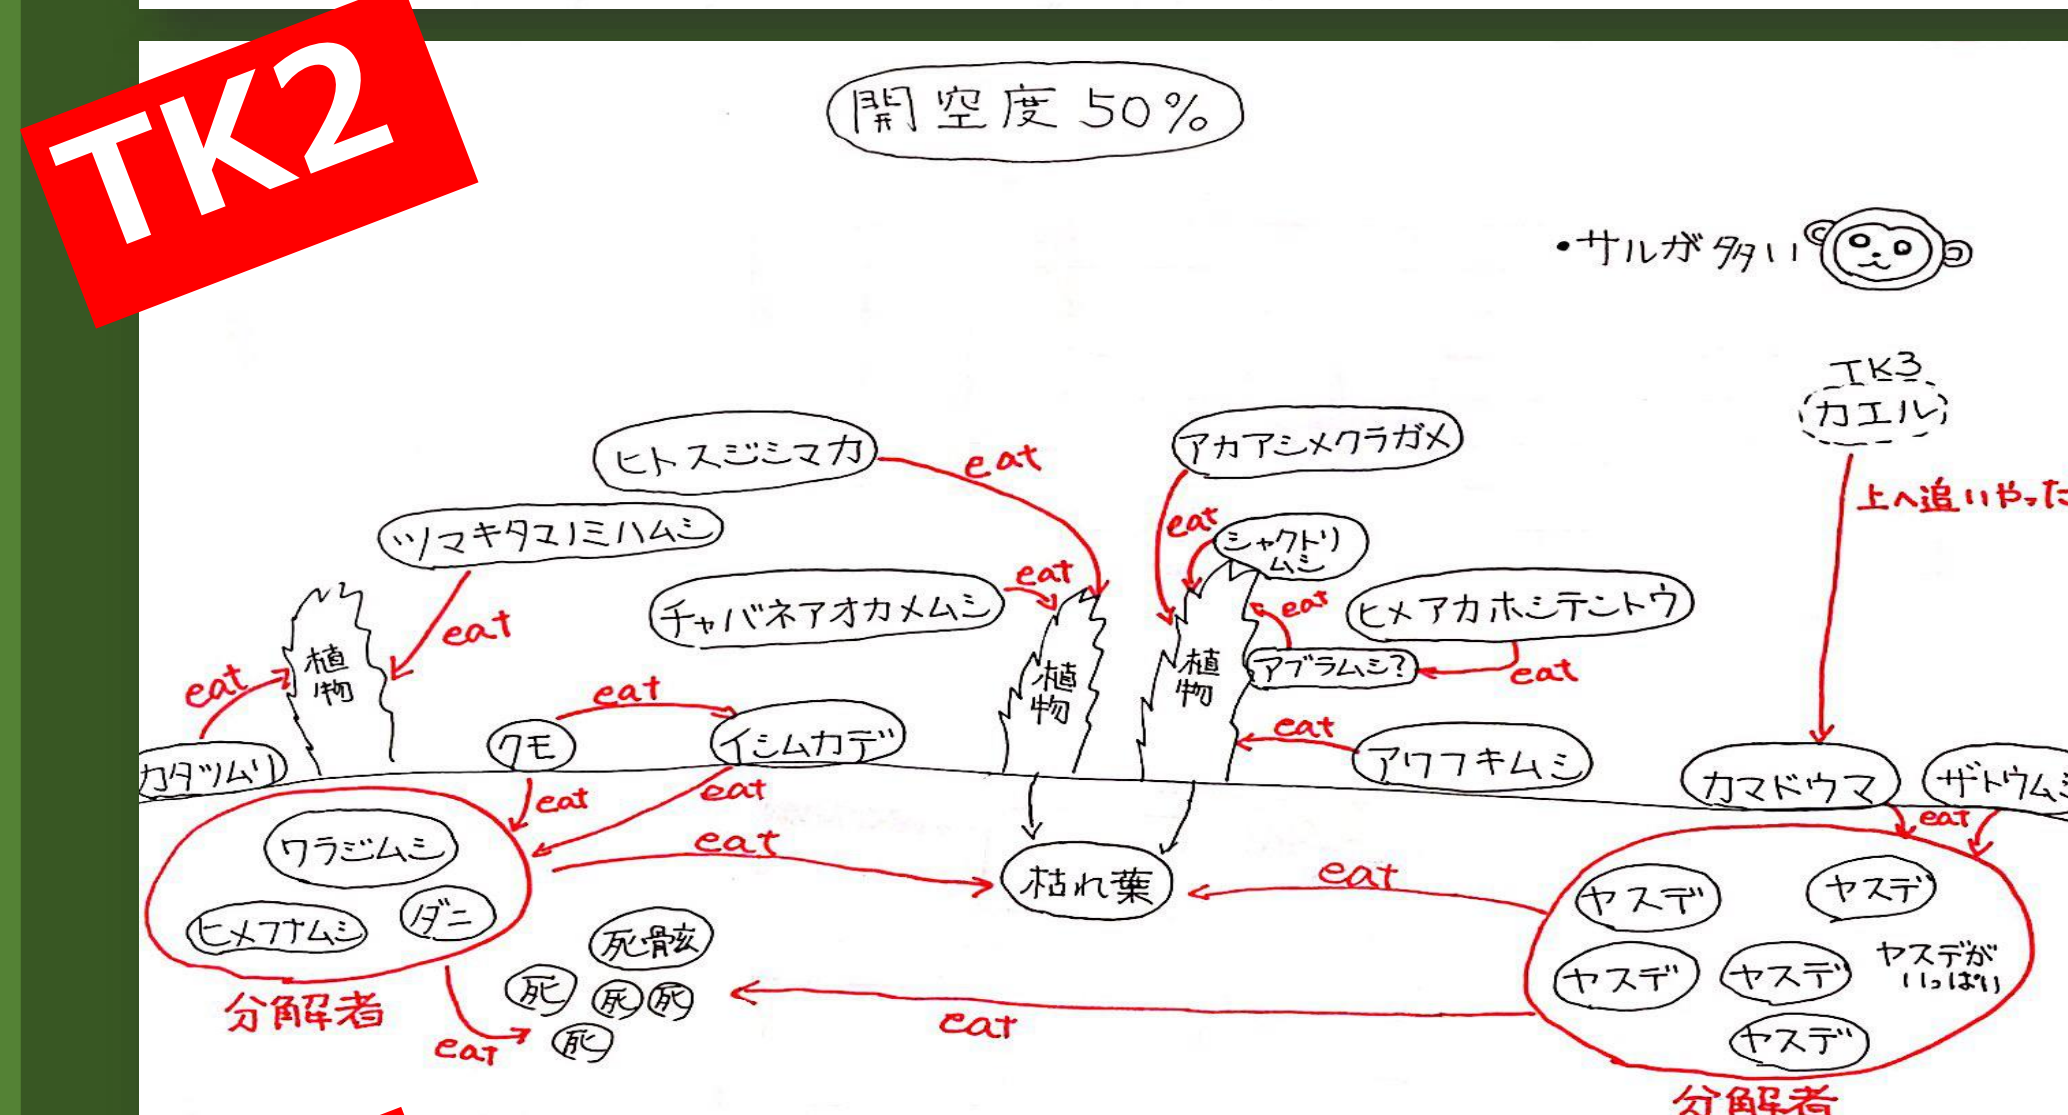 TK2
開空度50%
・サルが多い
TK3
カエル
上へ追いやった
ヒトスジシマカ
eat
アカアシメクラガメ
eat
ツマキタマノミハムシ
eat
シャクトリ
ムシ
チャバネアオカメムシ
eat
eat
ヒメアカホシテントウ
アブラムシ?
eat
植物
植物
植物
eat
カタツムリ
クモ
eat
イシムカデ
eat
アワフキムシ
カマドウマ
ザトウムシ
eat
eat
eat
ワラジムシ
ヒメフナムシ
ダニ
分解者
eat
枯れ葉
eat
死骸
死
死
死
死
eat
eat
ヤスデ
ヤスデ
ヤスデ
ヤスデ
ヤスデが
いっぱい
ヤスデ
分解者